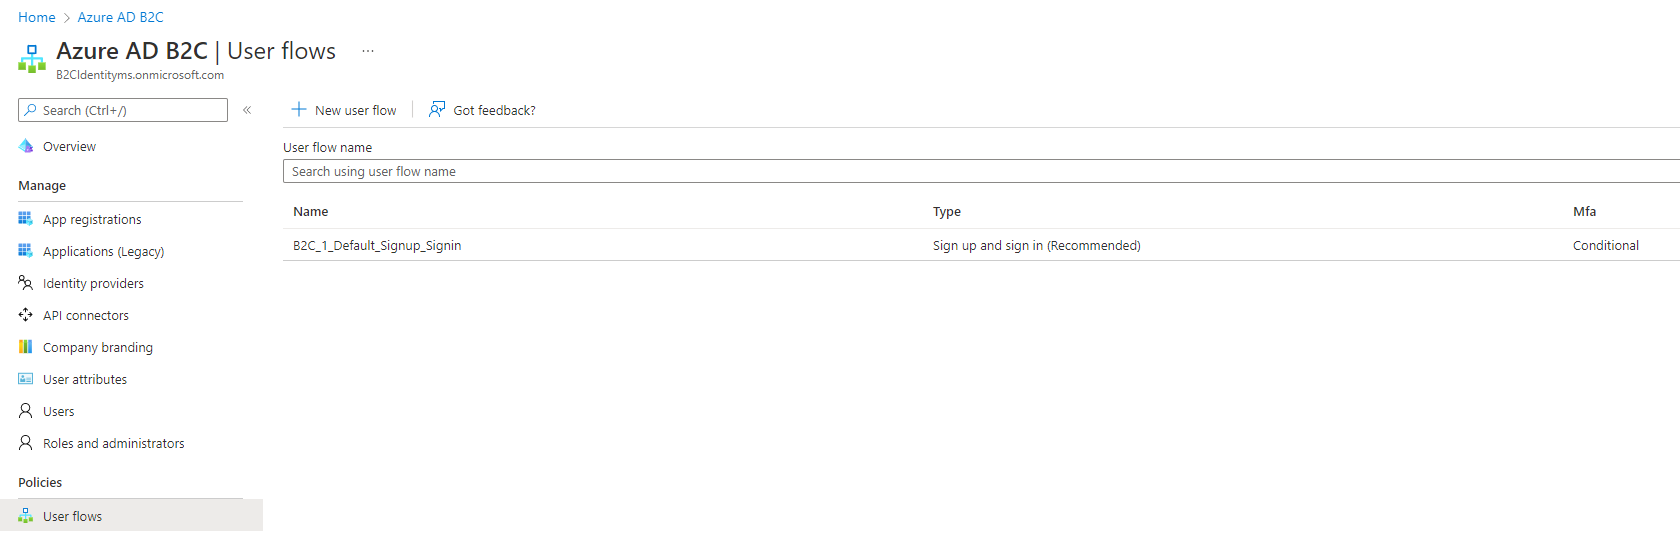 Home > Azure AD B2C
Azure AD B2C | User flows ...
B2CIdentityms.onmicrosoft.com
Search (Ctrl+/) «
Overview
Manage
App registrations
Applications (Legacy)
Identity providers
API connectors
Company branding
User attributes
Users
Roles and administrators
Policies
User flows
+ New user flow | Got feedback?
User flow name
Search using user flow name
Name Type Mfa
B2C_1_Default_Signup_Signin Sign up and sign in (Recommended) Conditional